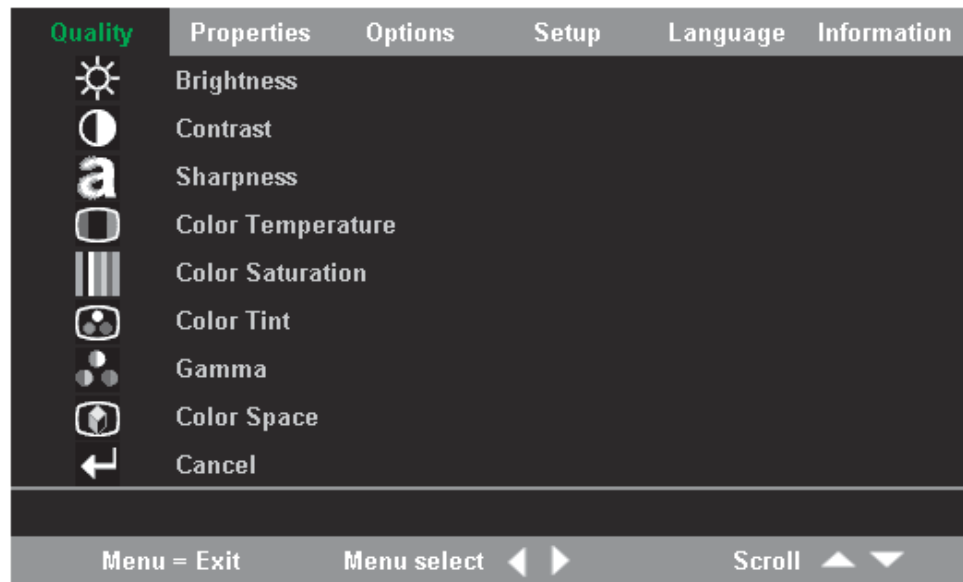 Quality Properties Options Setup Language Information
Brightness
Contrast
a Sharpness
Color Temperature
Color Saturation
Color Tint
Gamma
Color Space
Cancel
Menu = Exit Menu select Scroll